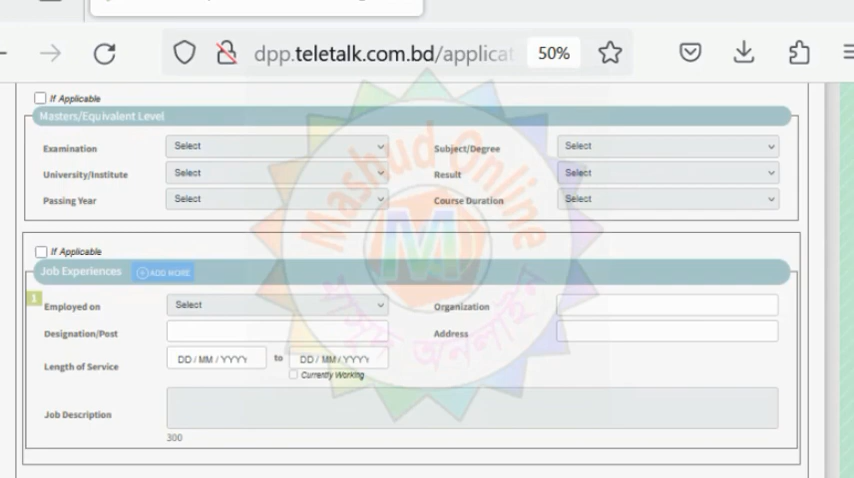 dpp.teletalk.com.bd/applicat 50%
If Applicable
Masters/Equivalent Level
Examination Select Subject/Degree Select
University/Institute Select Result Select
Passing Year Select Course Duration Select
If Applicable
Job Experiences ADD MORE
1
Employed on Select Organization
Designation/Post Address
Length of Service DD / MM / YYYY to DD / MM / YYYY
Currently Working
Job Description
300
Mashud Online
M
মাসুদ অনলাইন